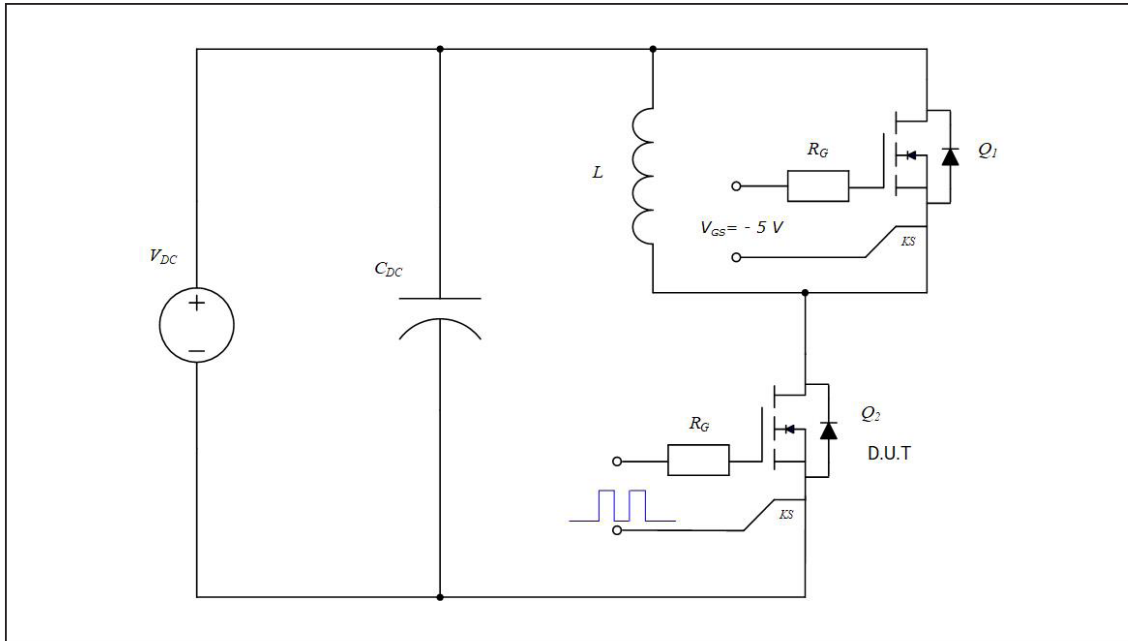 R_G
Q_1
L
V_GS = - 5 V
KS
V_DC
C_DC
+
−
R_G
Q_2
D.U.T
KS